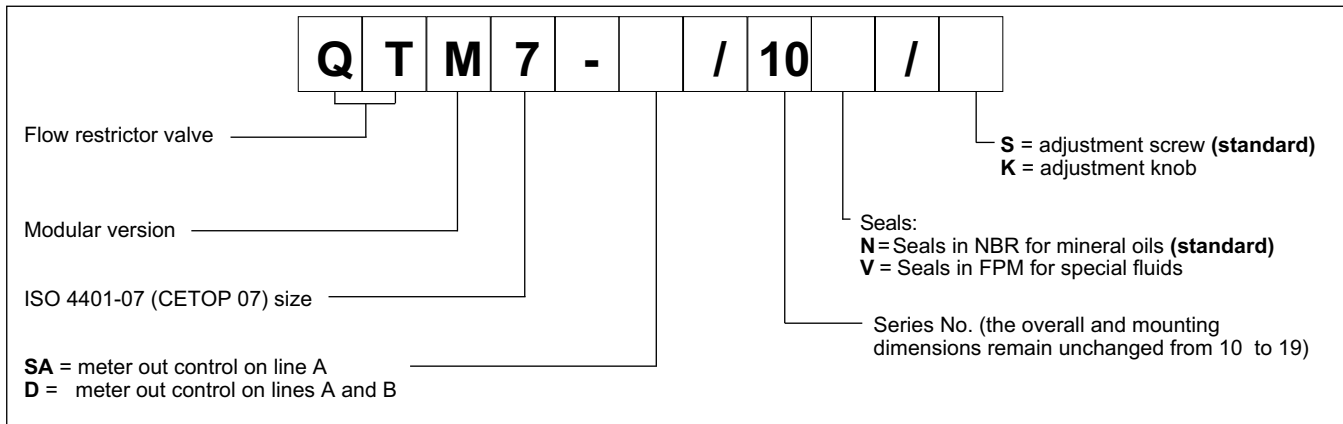 Q T M 7 - / 10 /
Flow restrictor valve
S = adjustment screw (standard)
K = adjustment knob
Modular version
Seals:
N = Seals in NBR for mineral oils (standard)
V = Seals in FPM for special fluids
ISO 4401-07 (CETOP 07) size
Series No. (the overall and mounting
dimensions remain unchanged from 10 to 19)
SA = meter out control on line A
D = meter out control on lines A and B